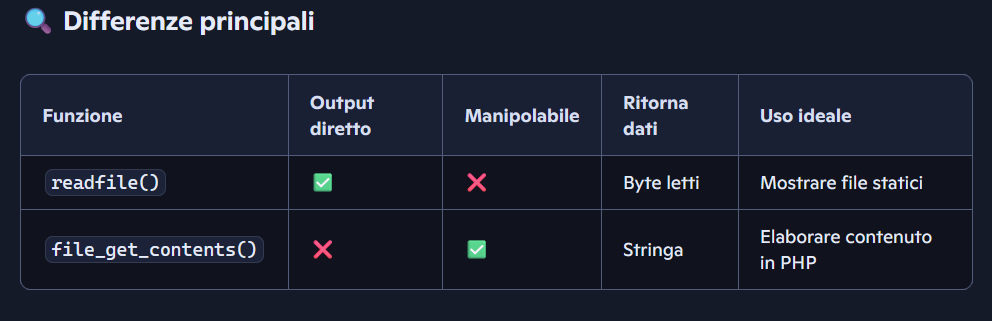 🔍 Differenze principali
Funzione
Output diretto
Manipolabile
Ritorna dati
Uso ideale
readfile()
✅
❌
Byte letti
Mostrare file statici
file_get_contents()
❌
✅
Stringa
Elaborare contenuto
in PHP